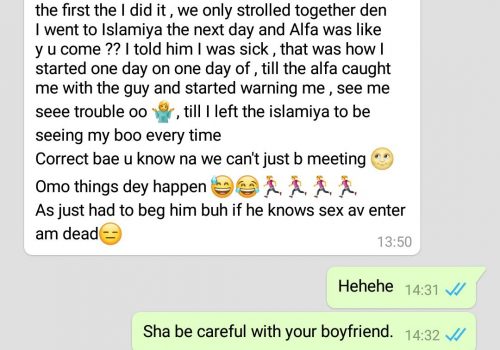 the first the I did it , we only strolled together den
I went to Islamiya the next day and Alfa was like
y u come ?? I told him I was sick , that was how I
started one day on one day of , till the alfa caught
me with the guy and started warning me , see me
seee trouble oo 🤷‍♂️ , till I left the islamiya to be
seeing my boo every time
Correct bae u know na we can't just b meeting 🌝
Omo things dey happen 😅😂🏃‍♀️🏃‍♀️🏃‍♀️🏃‍♀️
As just had to beg him buh if he knows sex av enter
am dead😑
13:50
Hehehe 14:31
Sha be careful with your boyfriend. 14:32